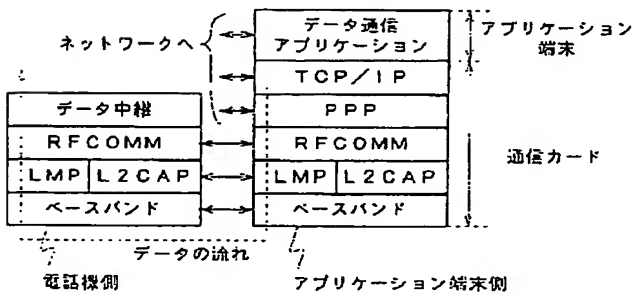 データ通信
アプリケーション
アプリケーション
端末
ネットワークへ
TCP/IP
データ中継
PPP
RFCOMM
RFCOMM
通信カード
LMP
L2CAP
LMP
L2CAP
ベースバンド
ベースバンド
データの流れ
電話機側
アプリケーション端末側